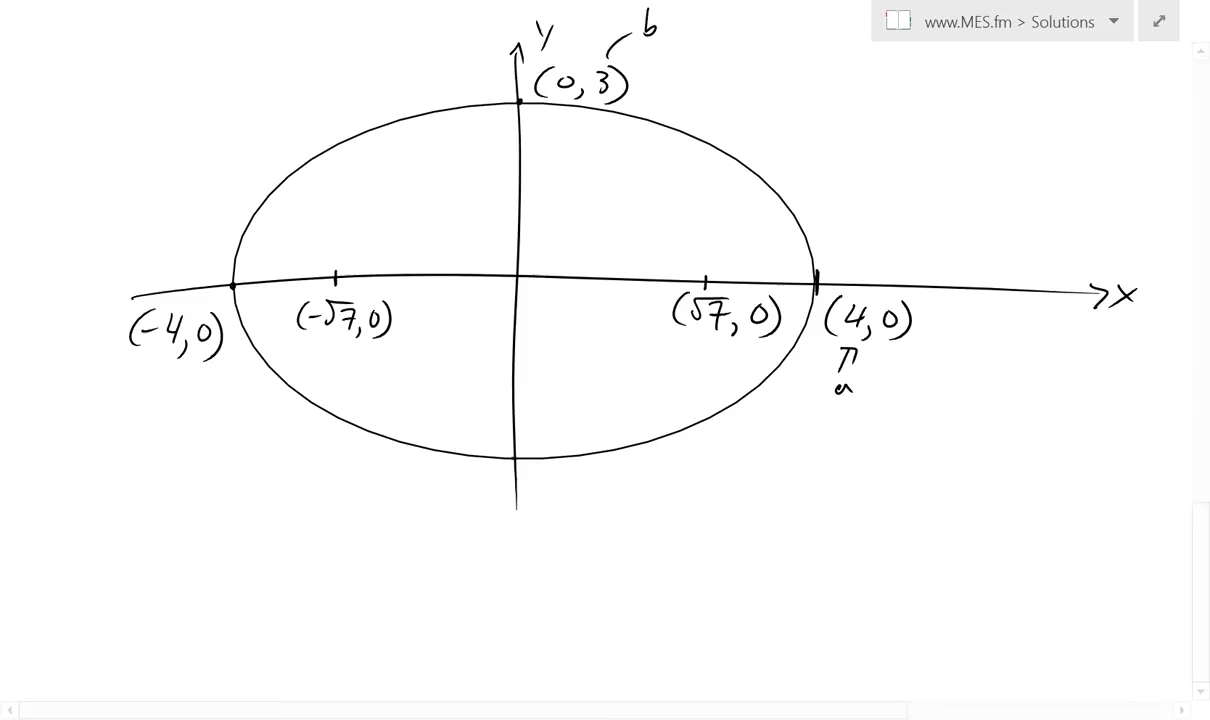 www.MES.fm > Solutions
y
b
(0, 3)
x
(-4, 0)
(-√7, 0)
(√7, 0)
(4, 0)
a